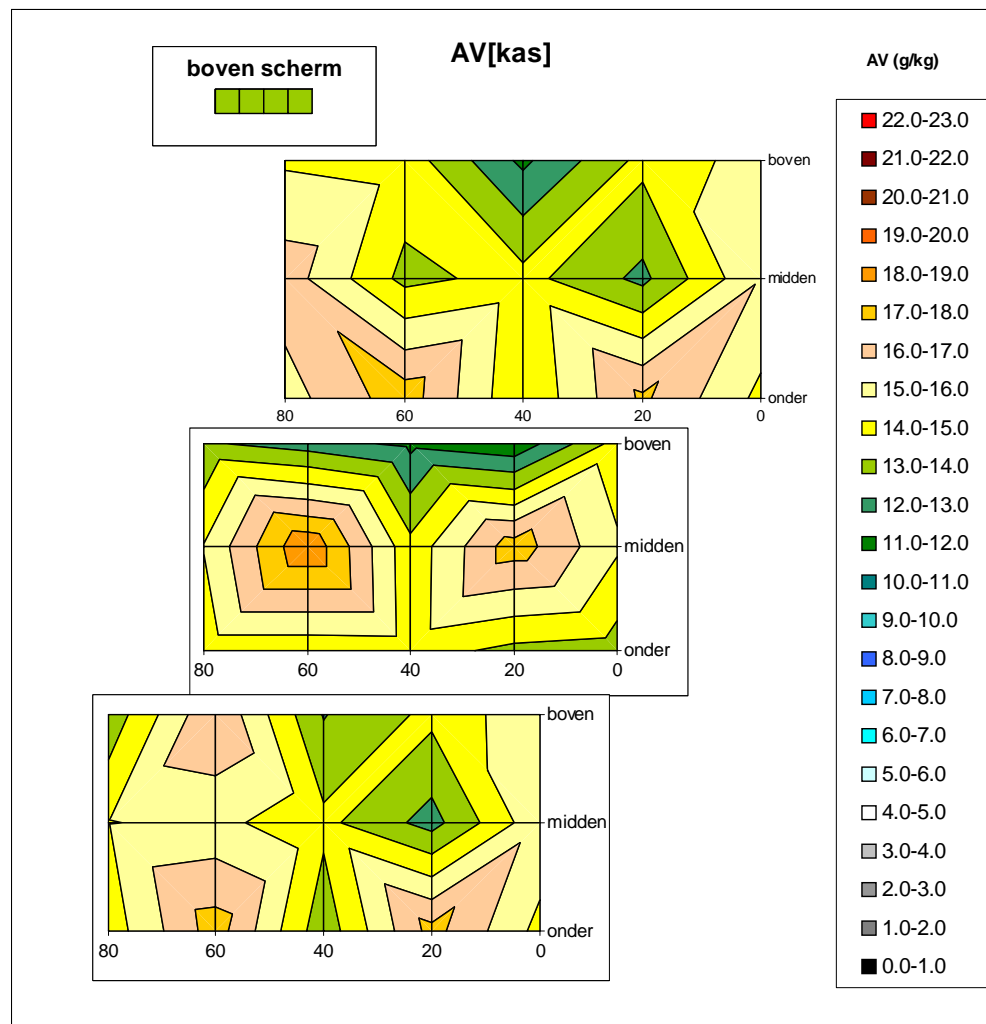 AV[kas]
boven scherm
AV (g/kg)
22.0-23.0
21.0-22.0
20.0-21.0
19.0-20.0
18.0-19.0
17.0-18.0
16.0-17.0
15.0-16.0
14.0-15.0
13.0-14.0
12.0-13.0
11.0-12.0
10.0-11.0
9.0-10.0
8.0-9.0
7.0-8.0
6.0-7.0
5.0-6.0
4.0-5.0
3.0-4.0
2.0-3.0
1.0-2.0
0.0-1.0
boven
midden
onder
80 60 40 20 0
boven
midden
onder
80 60 40 20 0
boven
midden
onder
80 60 40 20 0